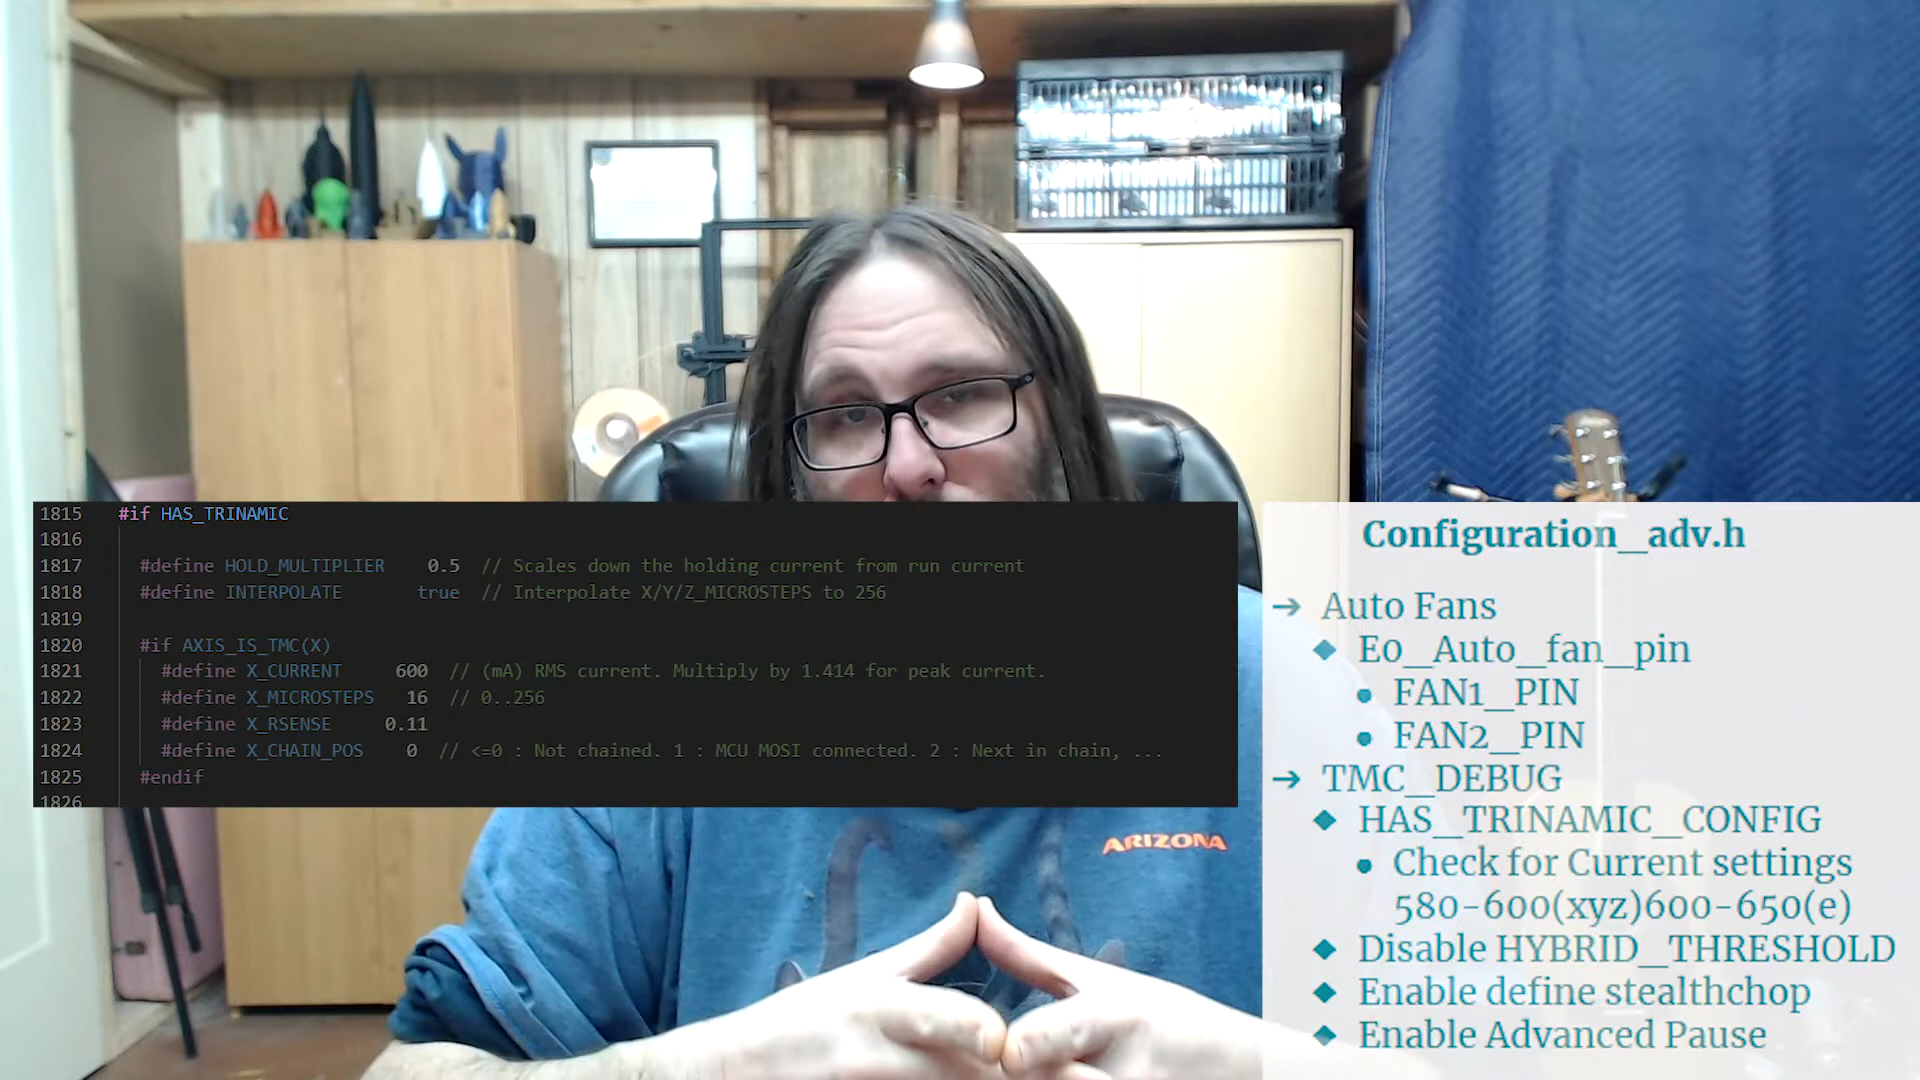 1815 #if HAS_TRINAMIC
1816
1817 #define HOLD_MULTIPLIER 0.5 // Scales down the holding current from run current
1818 #define INTERPOLATE true // Interpolate X/Y/Z_MICROSTEPS to 256
1819
1820 #if AXIS_IS_TMC(X)
1821 #define X_CURRENT 600 // (mA) RMS current. Multiply by 1.414 for peak current.
1822 #define X_MICROSTEPS 16 // 0..256
1823 #define X_RSENSE 0.11
1824 #define X_CHAIN_POS 0 // <=0 : Not chained. 1 : MCU MOSI connected. 2 : Next in chain, ...
1825 #endif
1826
Configuration_adv.h
➔ Auto Fans
◆ E0_Auto_fan_pin
● FAN1_PIN
● FAN2_PIN
➔ TMC_DEBUG
◆ HAS_TRINAMIC_CONFIG
● Check for Current settings
580-600(xyz)600-650(e)
◆ Disable HYBRID_THRESHOLD
◆ Enable define stealthchop
◆ Enable Advanced Pause
ARIZONA